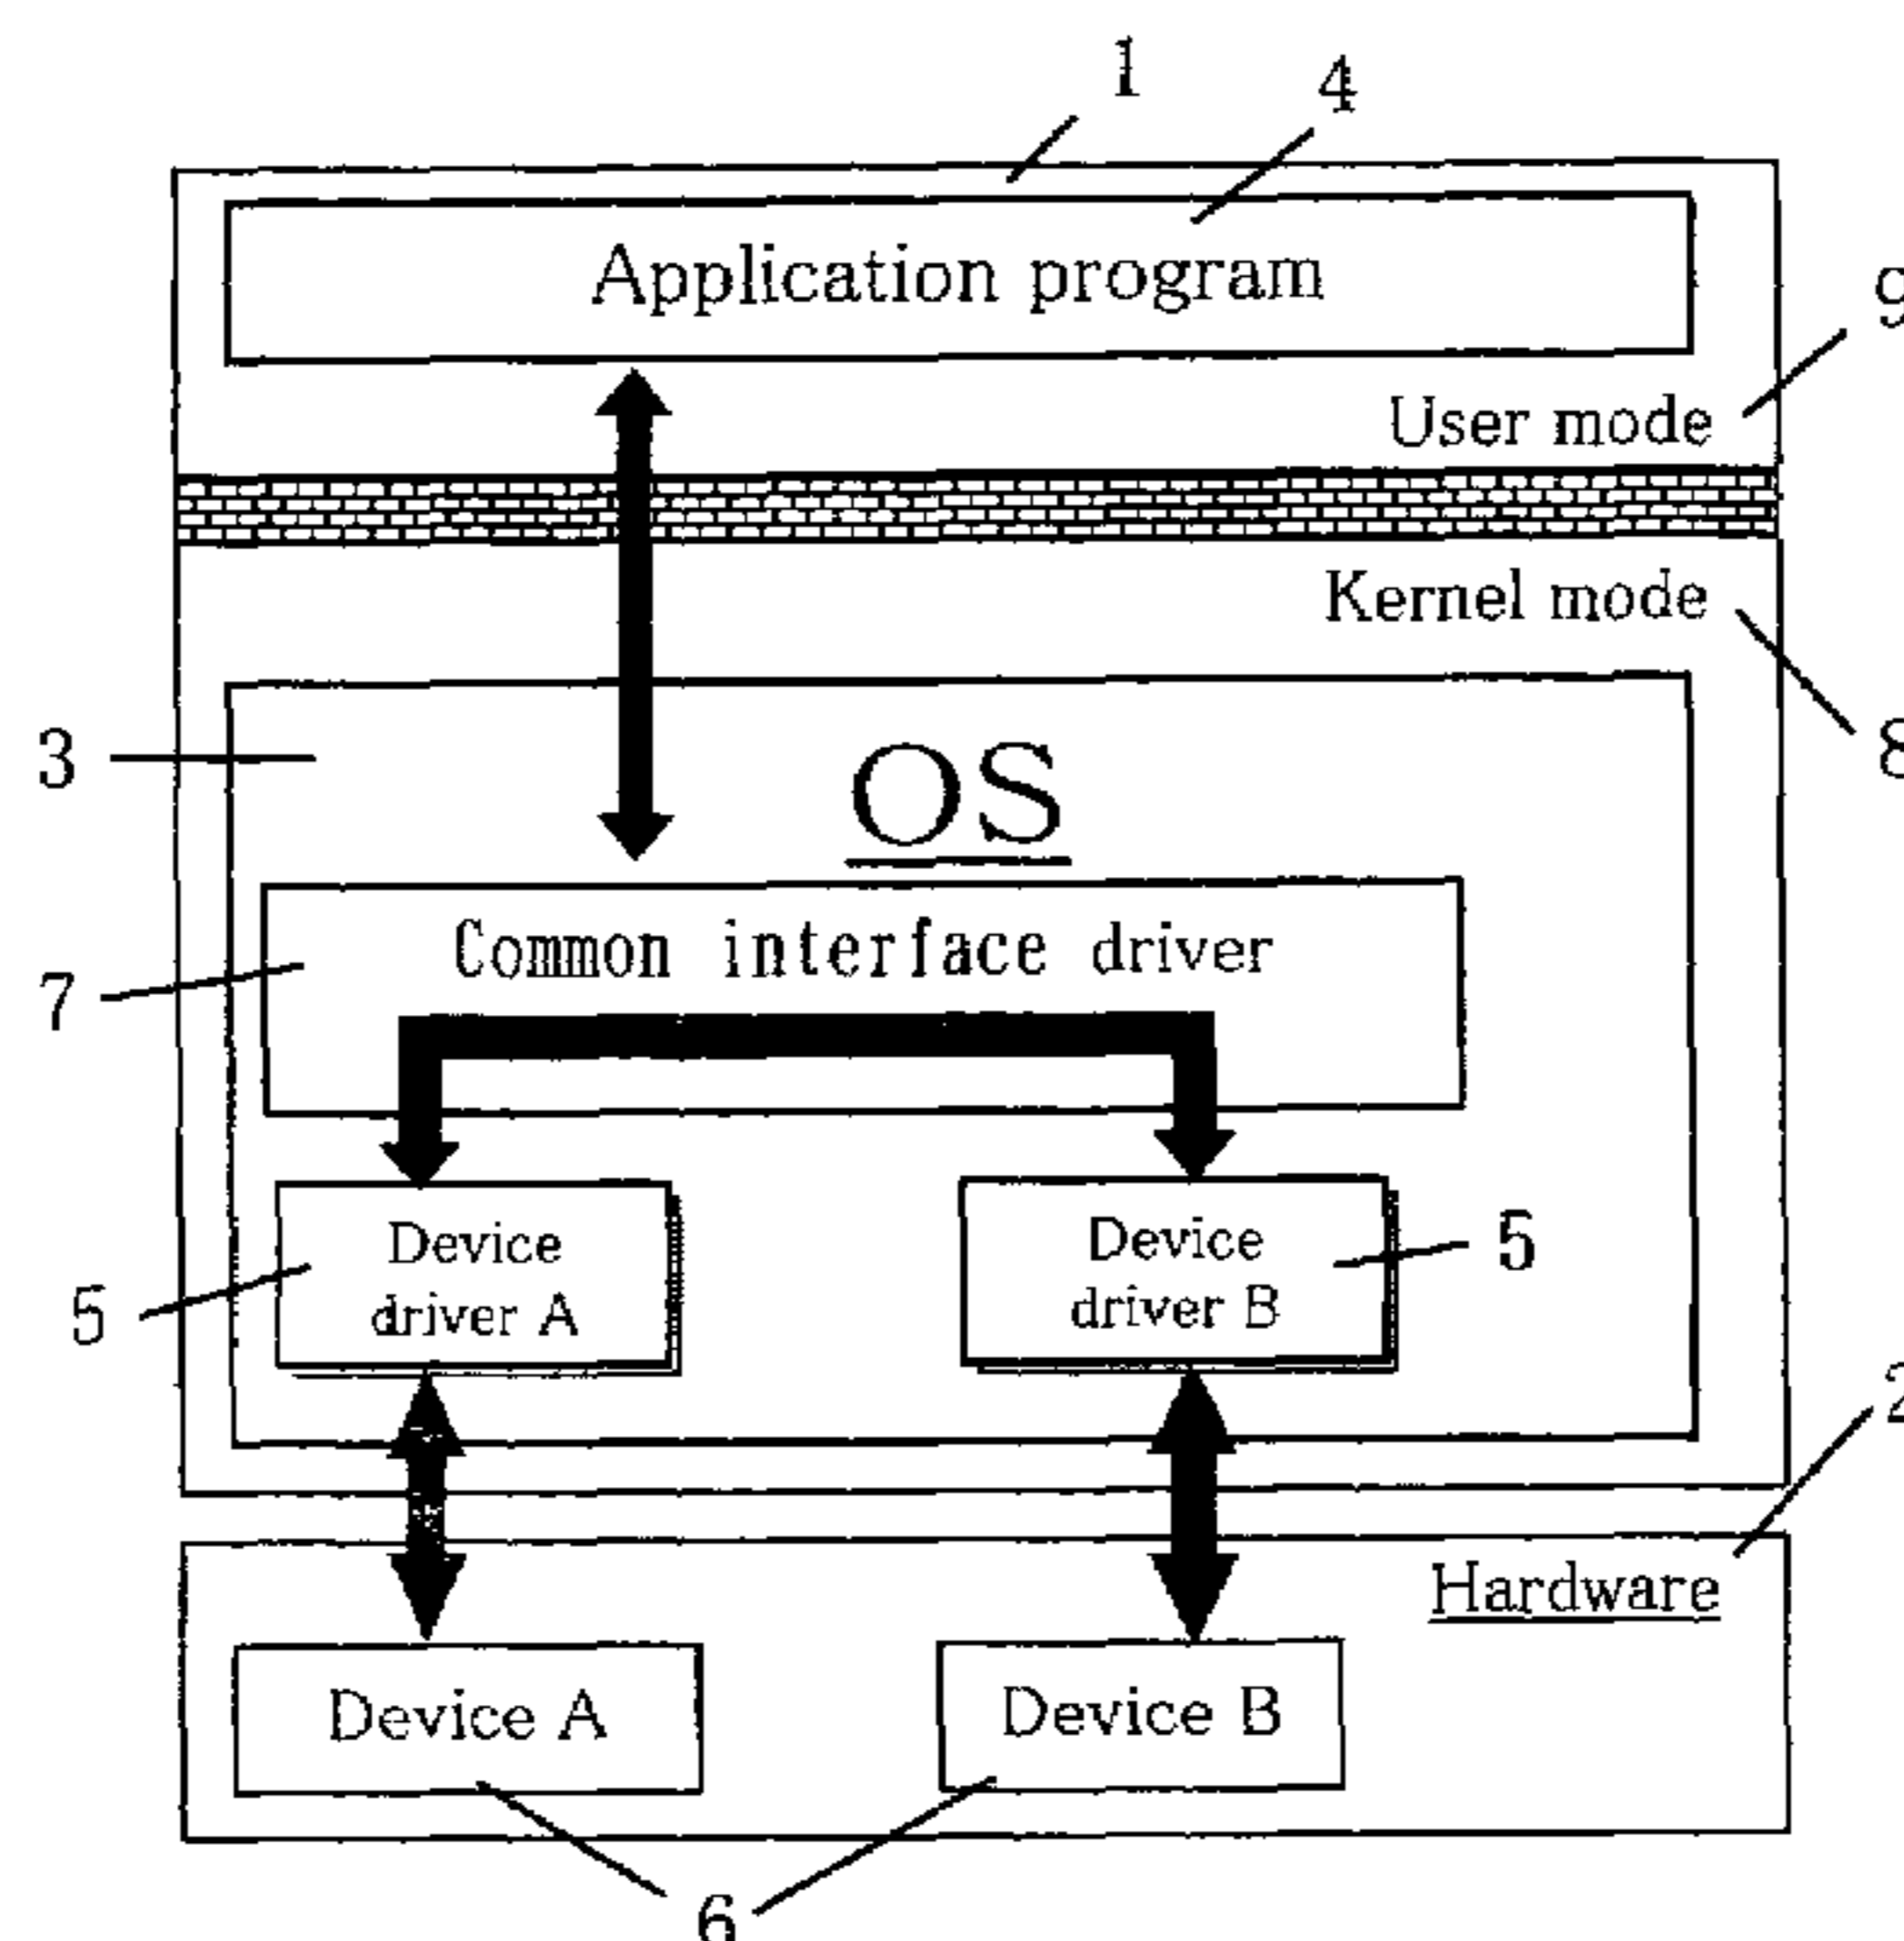 1
4
Application program
9
User mode
Kernel mode
3
OS
8
Common interface driver
7
Device
driver A
Device
driver B
5
5
2
Hardware
Device A
Device B
6